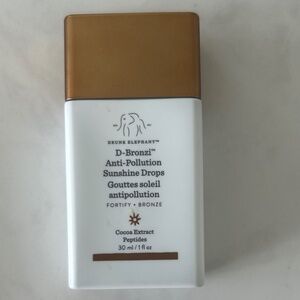 DRUNK ELEPHANT™
D-Bronzi™
Anti-Pollution
Sunshine Drops
Gouttes soleil
antipollution
FORTIFY • BRONZE
Cocoa Extract
Peptides
30 ml / 1 fl oz